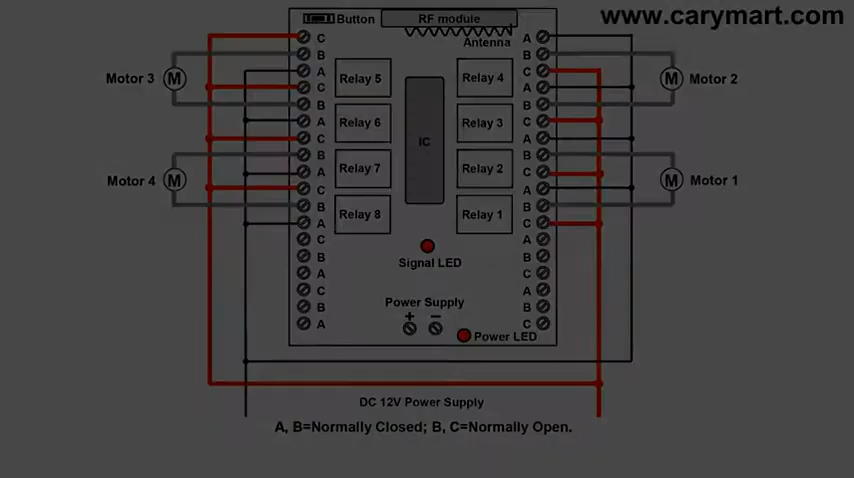 www.carymart.com
Button
RF module
Antenna
C
B
A
C
B
A
C
B
A
C
B
A
C
B
A
C
B
A
Motor 3
M
Motor 4
M
Relay 5
Relay 6
Relay 7
Relay 8
IC
Relay 4
Relay 3
Relay 2
Relay 1
A
B
C
A
B
C
A
B
C
A
B
C
A
B
C
A
B
C
M
Motor 2
M
Motor 1
Signal LED
Power Supply
+ −
Power LED
DC 12V Power Supply
A, B=Normally Closed; B, C=Normally Open.